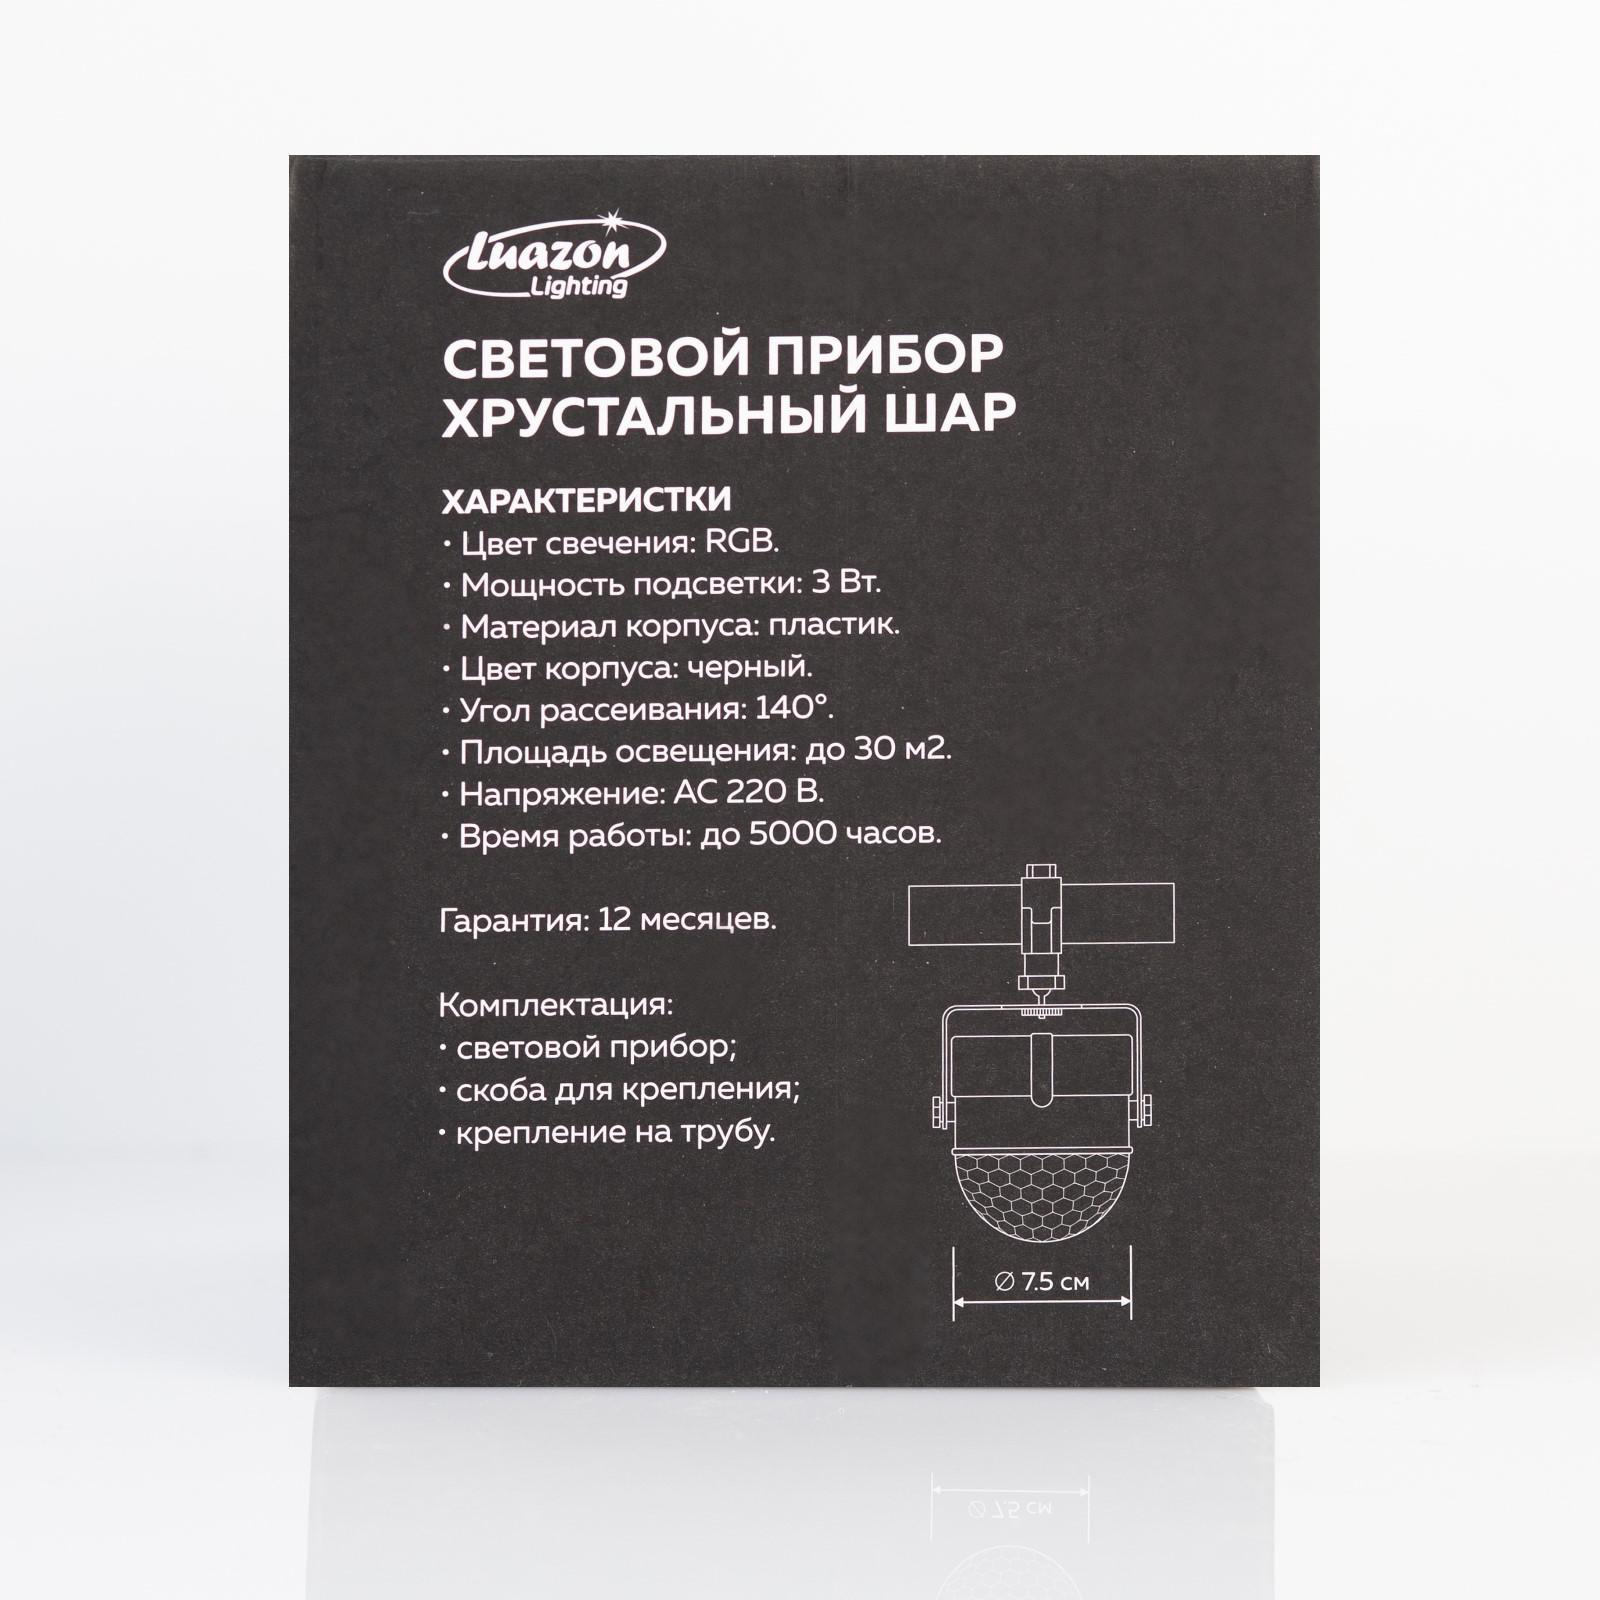 Luazon
Lighting
СВЕТОВОЙ ПРИБОР
ХРУСТАЛЬНЫЙ ШАР
ХАРАКТЕРИСТКИ
• Цвет свечения: RGB.
• Мощность подсветки: 3 Вт.
• Материал корпуса: пластик.
• Цвет корпуса: черный.
• Угол рассеивания: 140°.
• Площадь освещения: до 30 м2.
• Напряжение: AC 220 В.
• Время работы: до 5000 часов.
Гарантия: 12 месяцев.
Комплектация:
• световой прибор;
• скоба для крепления;
• крепление на трубу.
∅ 7.5 см